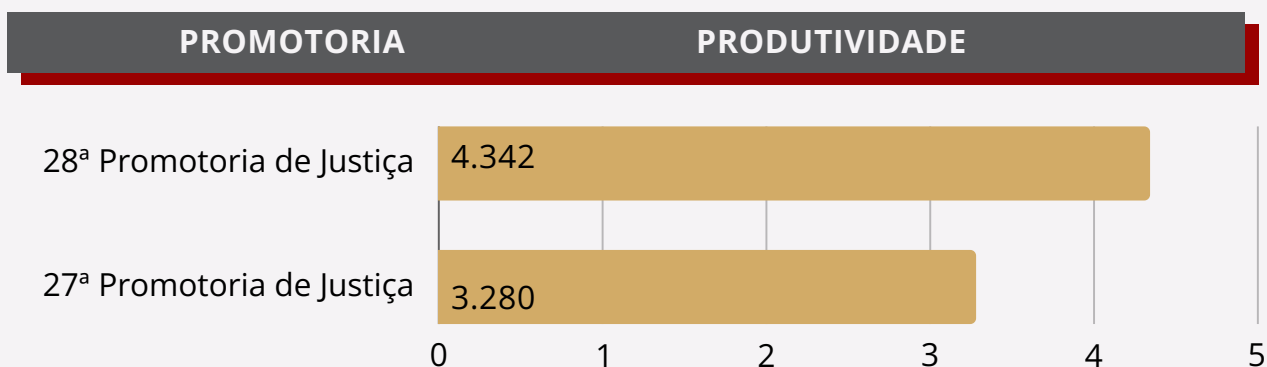 PROMOTORIA PRODUTIVIDADE
28ª Promotoria de Justiça 4.342
27ª Promotoria de Justiça 3.280
0 1 2 3 4 5